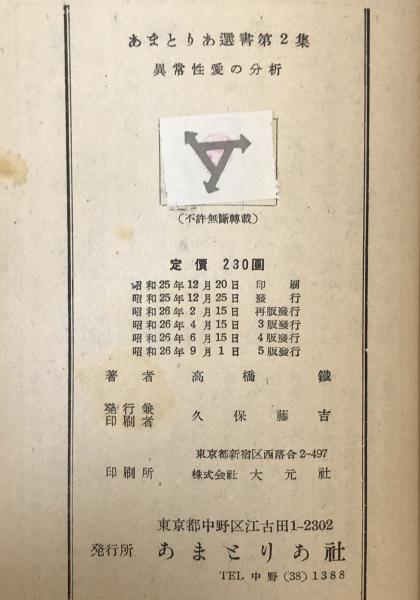 あまとりあ選書第2集
異常性愛の分析
(不許無断轉載)
定價 230圓
昭和25年12月20日 印刷
昭和25年12月25日 發行
昭和26年2月15日 再版發行
昭和26年4月15日 3版發行
昭和26年6月15日 4版發行
昭和26年9月1日 5版發行
著者 高橋鐵
発行兼
印刷者 久保藤吉
東京都新宿区西落合2-497
印刷所 株式会社大元社
東京都中野区江古田1-2302
発行所 あまとりあ社
TEL 中野 (38) 1388